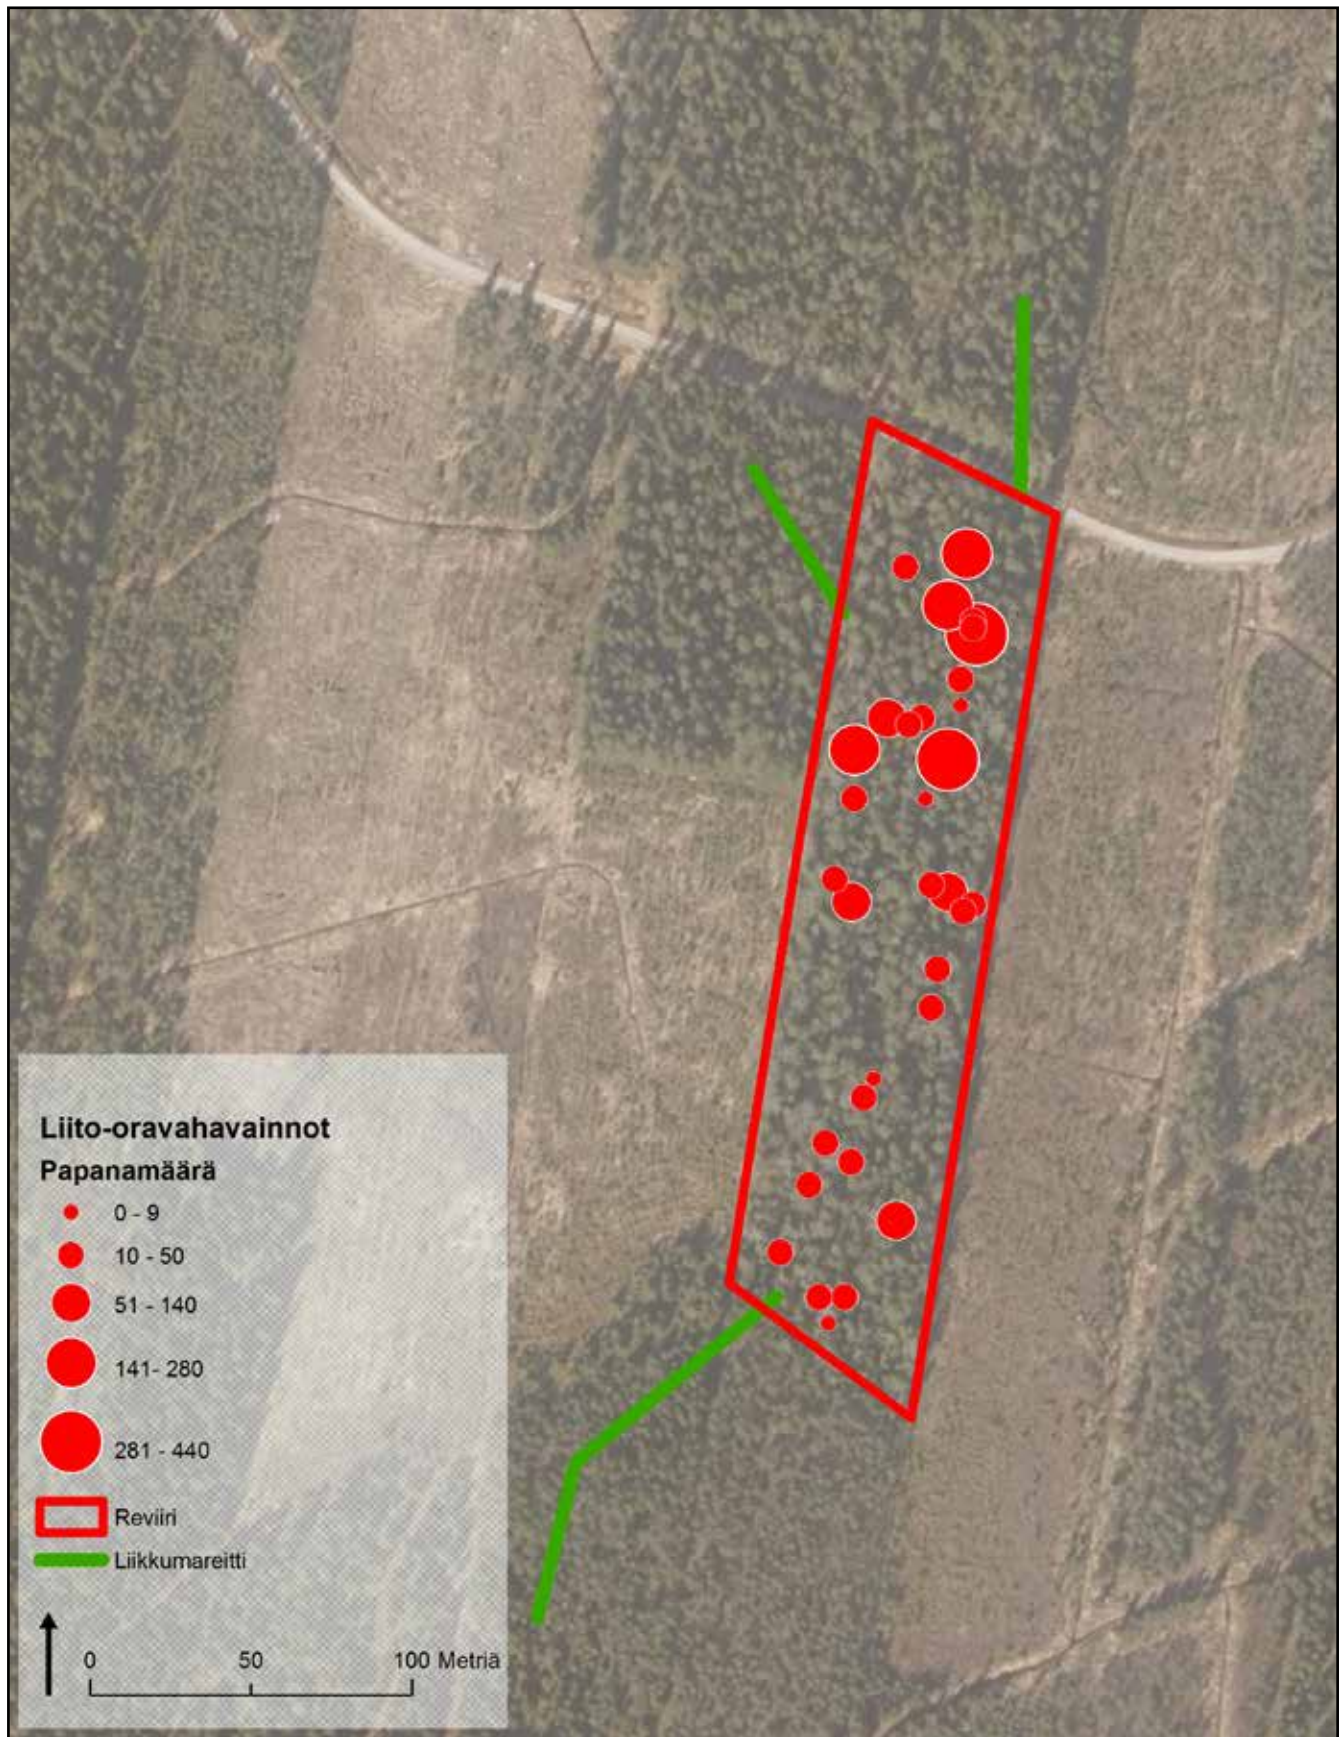 Liito-oravahavainnot
Papanamäärä
0 - 9
10 - 50
51 - 140
141- 280
281 - 440
Reviiri
Liikkumareitti
0 50 100 Metriä